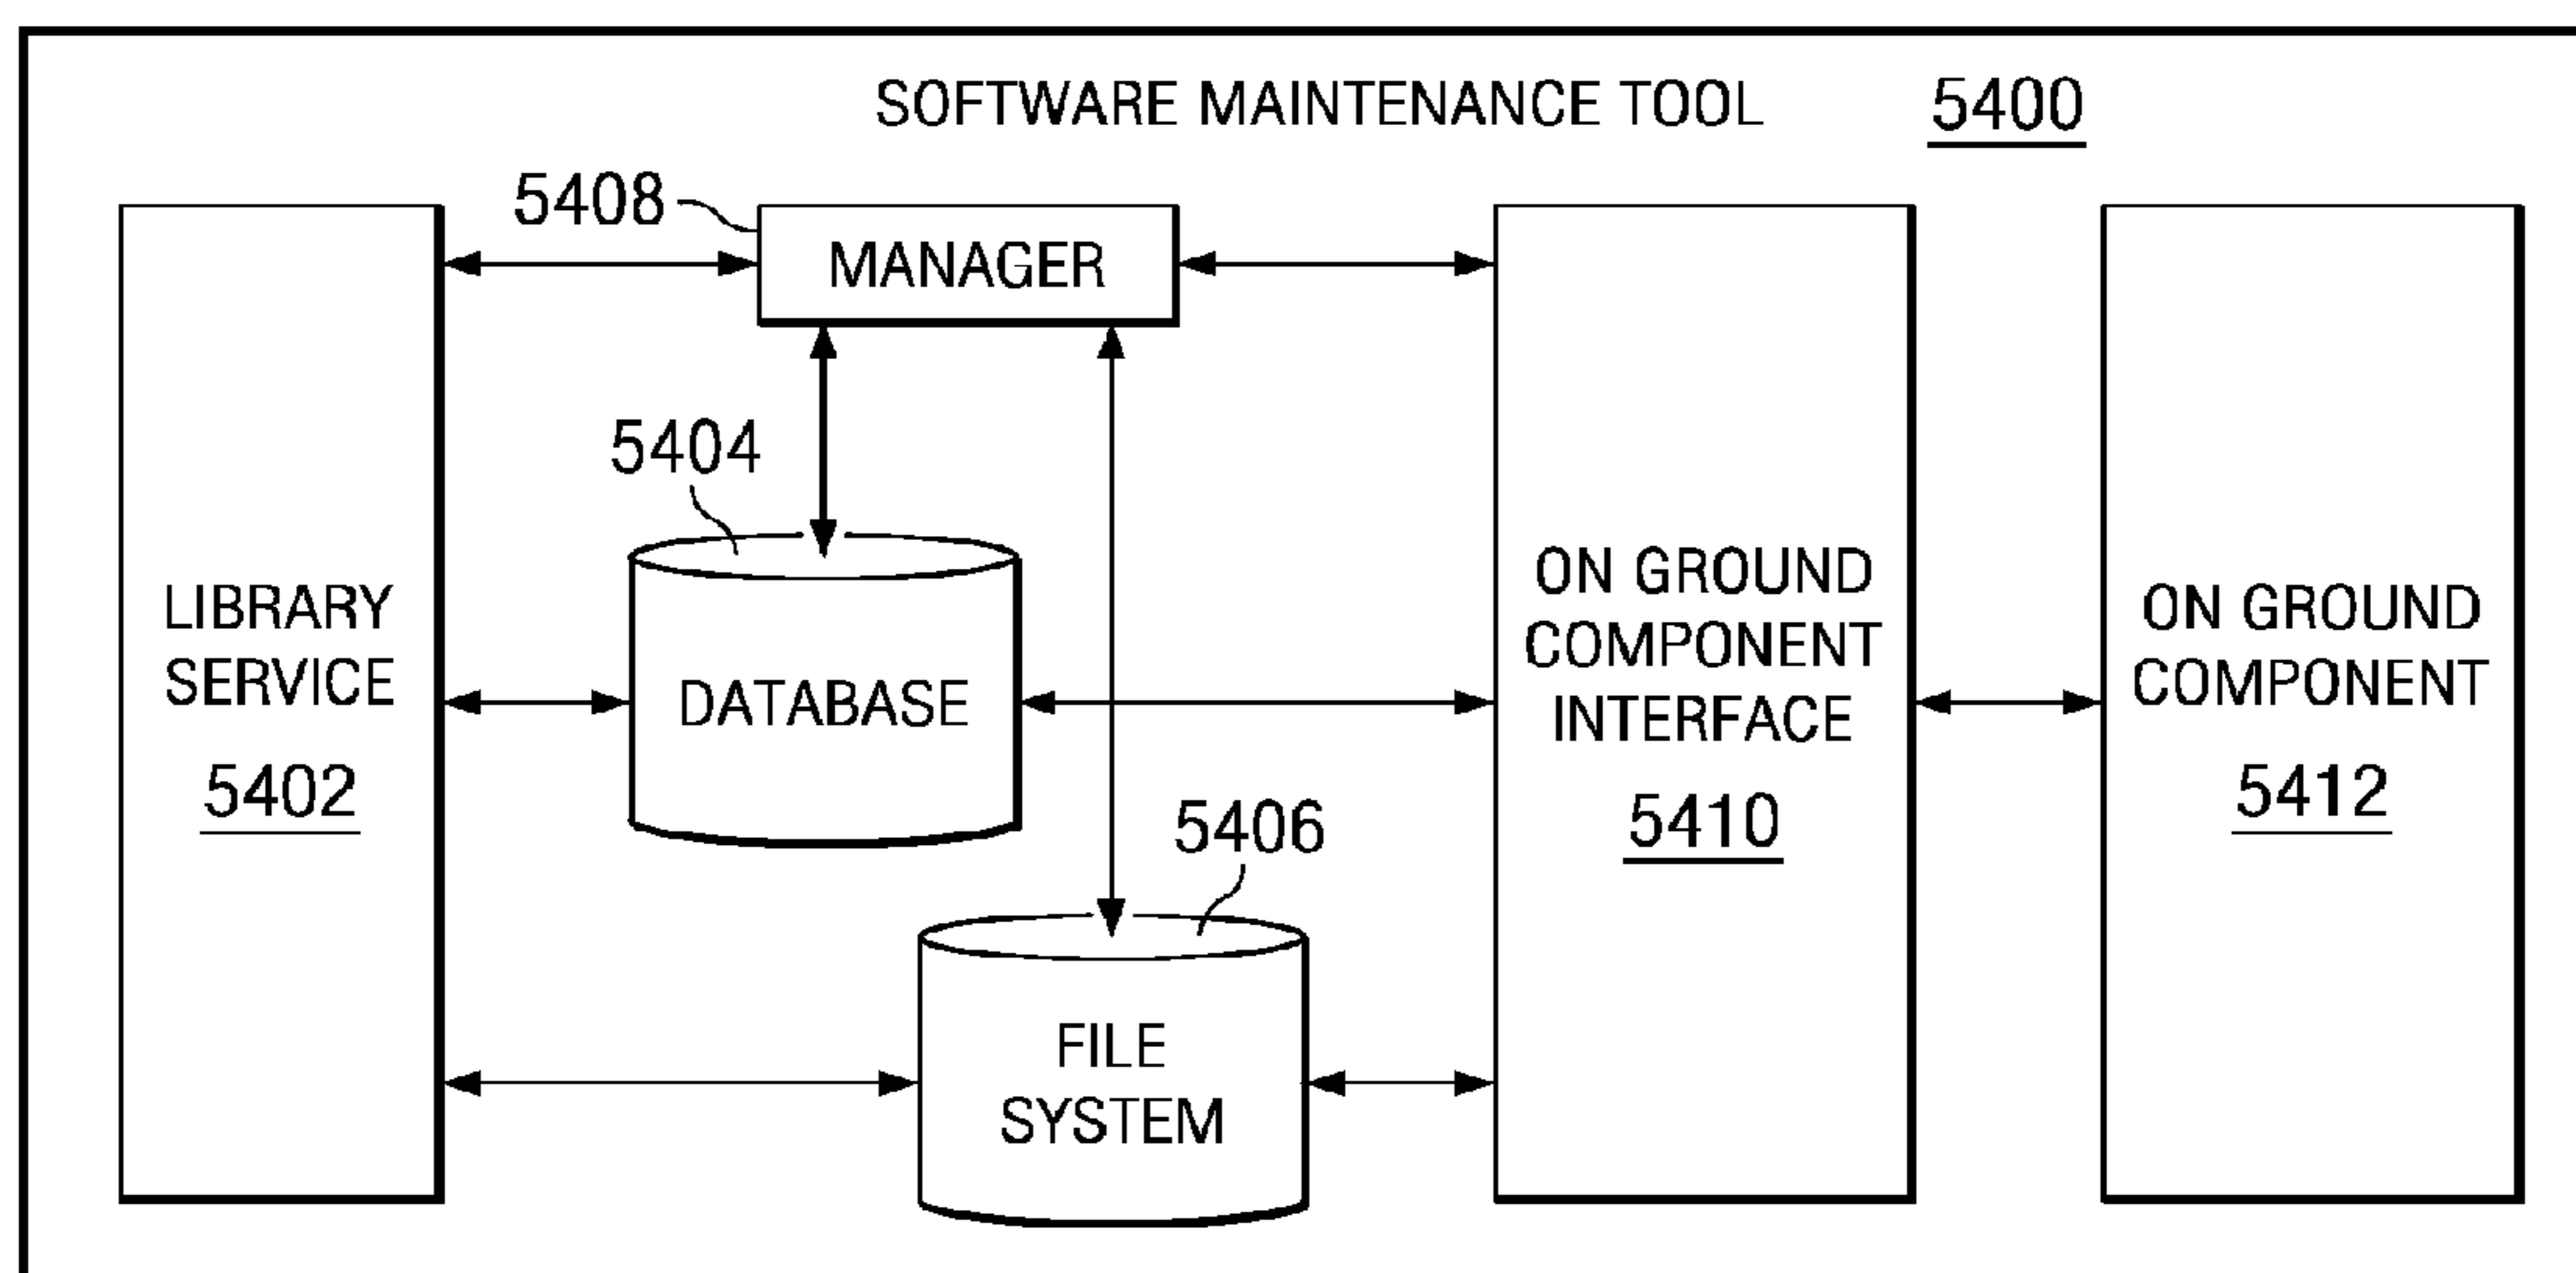 SOFTWARE MAINTENANCE TOOL 5400
5408
MANAGER
5404
LIBRARY
SERVICE
5402
DATABASE
5406
FILE
SYSTEM
ON GROUND
COMPONENT
INTERFACE
5410
ON GROUND
COMPONENT
5412